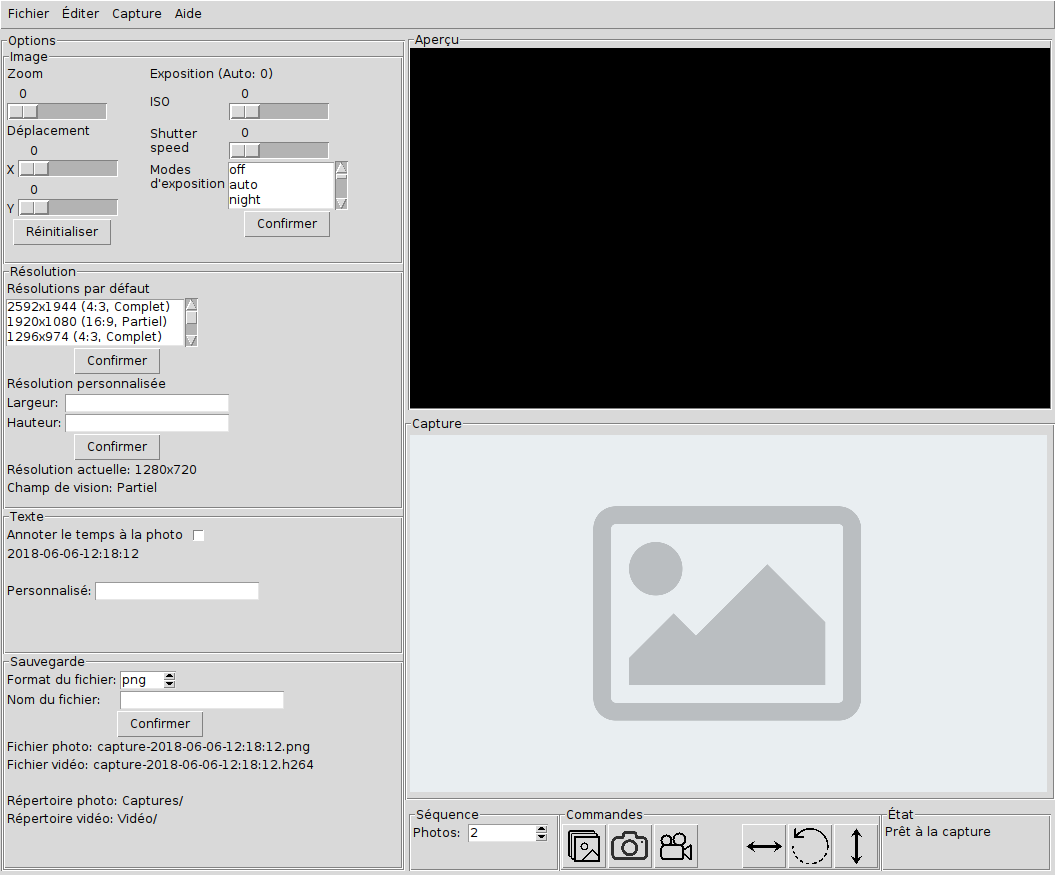 Fichier Éditer Capture Aide
Options
Image
Zoom
0
Déplacement
0
X
0
Y
Réinitialiser
Exposition (Auto: 0)
0
ISO
0
Shutter
speed
Modes
d'exposition
off
auto
night
Confirmer
Résolution
Résolutions par défaut
2592x1944 (4:3, Complet)
1920x1080 (16:9, Partiel)
1296x974 (4:3, Complet)
Confirmer
Résolution personnalisée
Largeur:
Hauteur:
Confirmer
Résolution actuelle: 1280x720
Champ de vision: Partiel
Texte
Annoter le temps à la photo
2018-06-06-12:18:12
Personnalisé:
Sauvegarde
Format du fichier: png
Nom du fichier:
Confirmer
Fichier photo: capture-2018-06-06-12:18:12.png
Fichier vidéo: capture-2018-06-06-12:18:12.h264
Répertoire photo: Captures/
Répertoire vidéo: Vidéo/
Aperçu
Capture
Séquence
Photos: 2
Commandes
État
Prêt à la capture